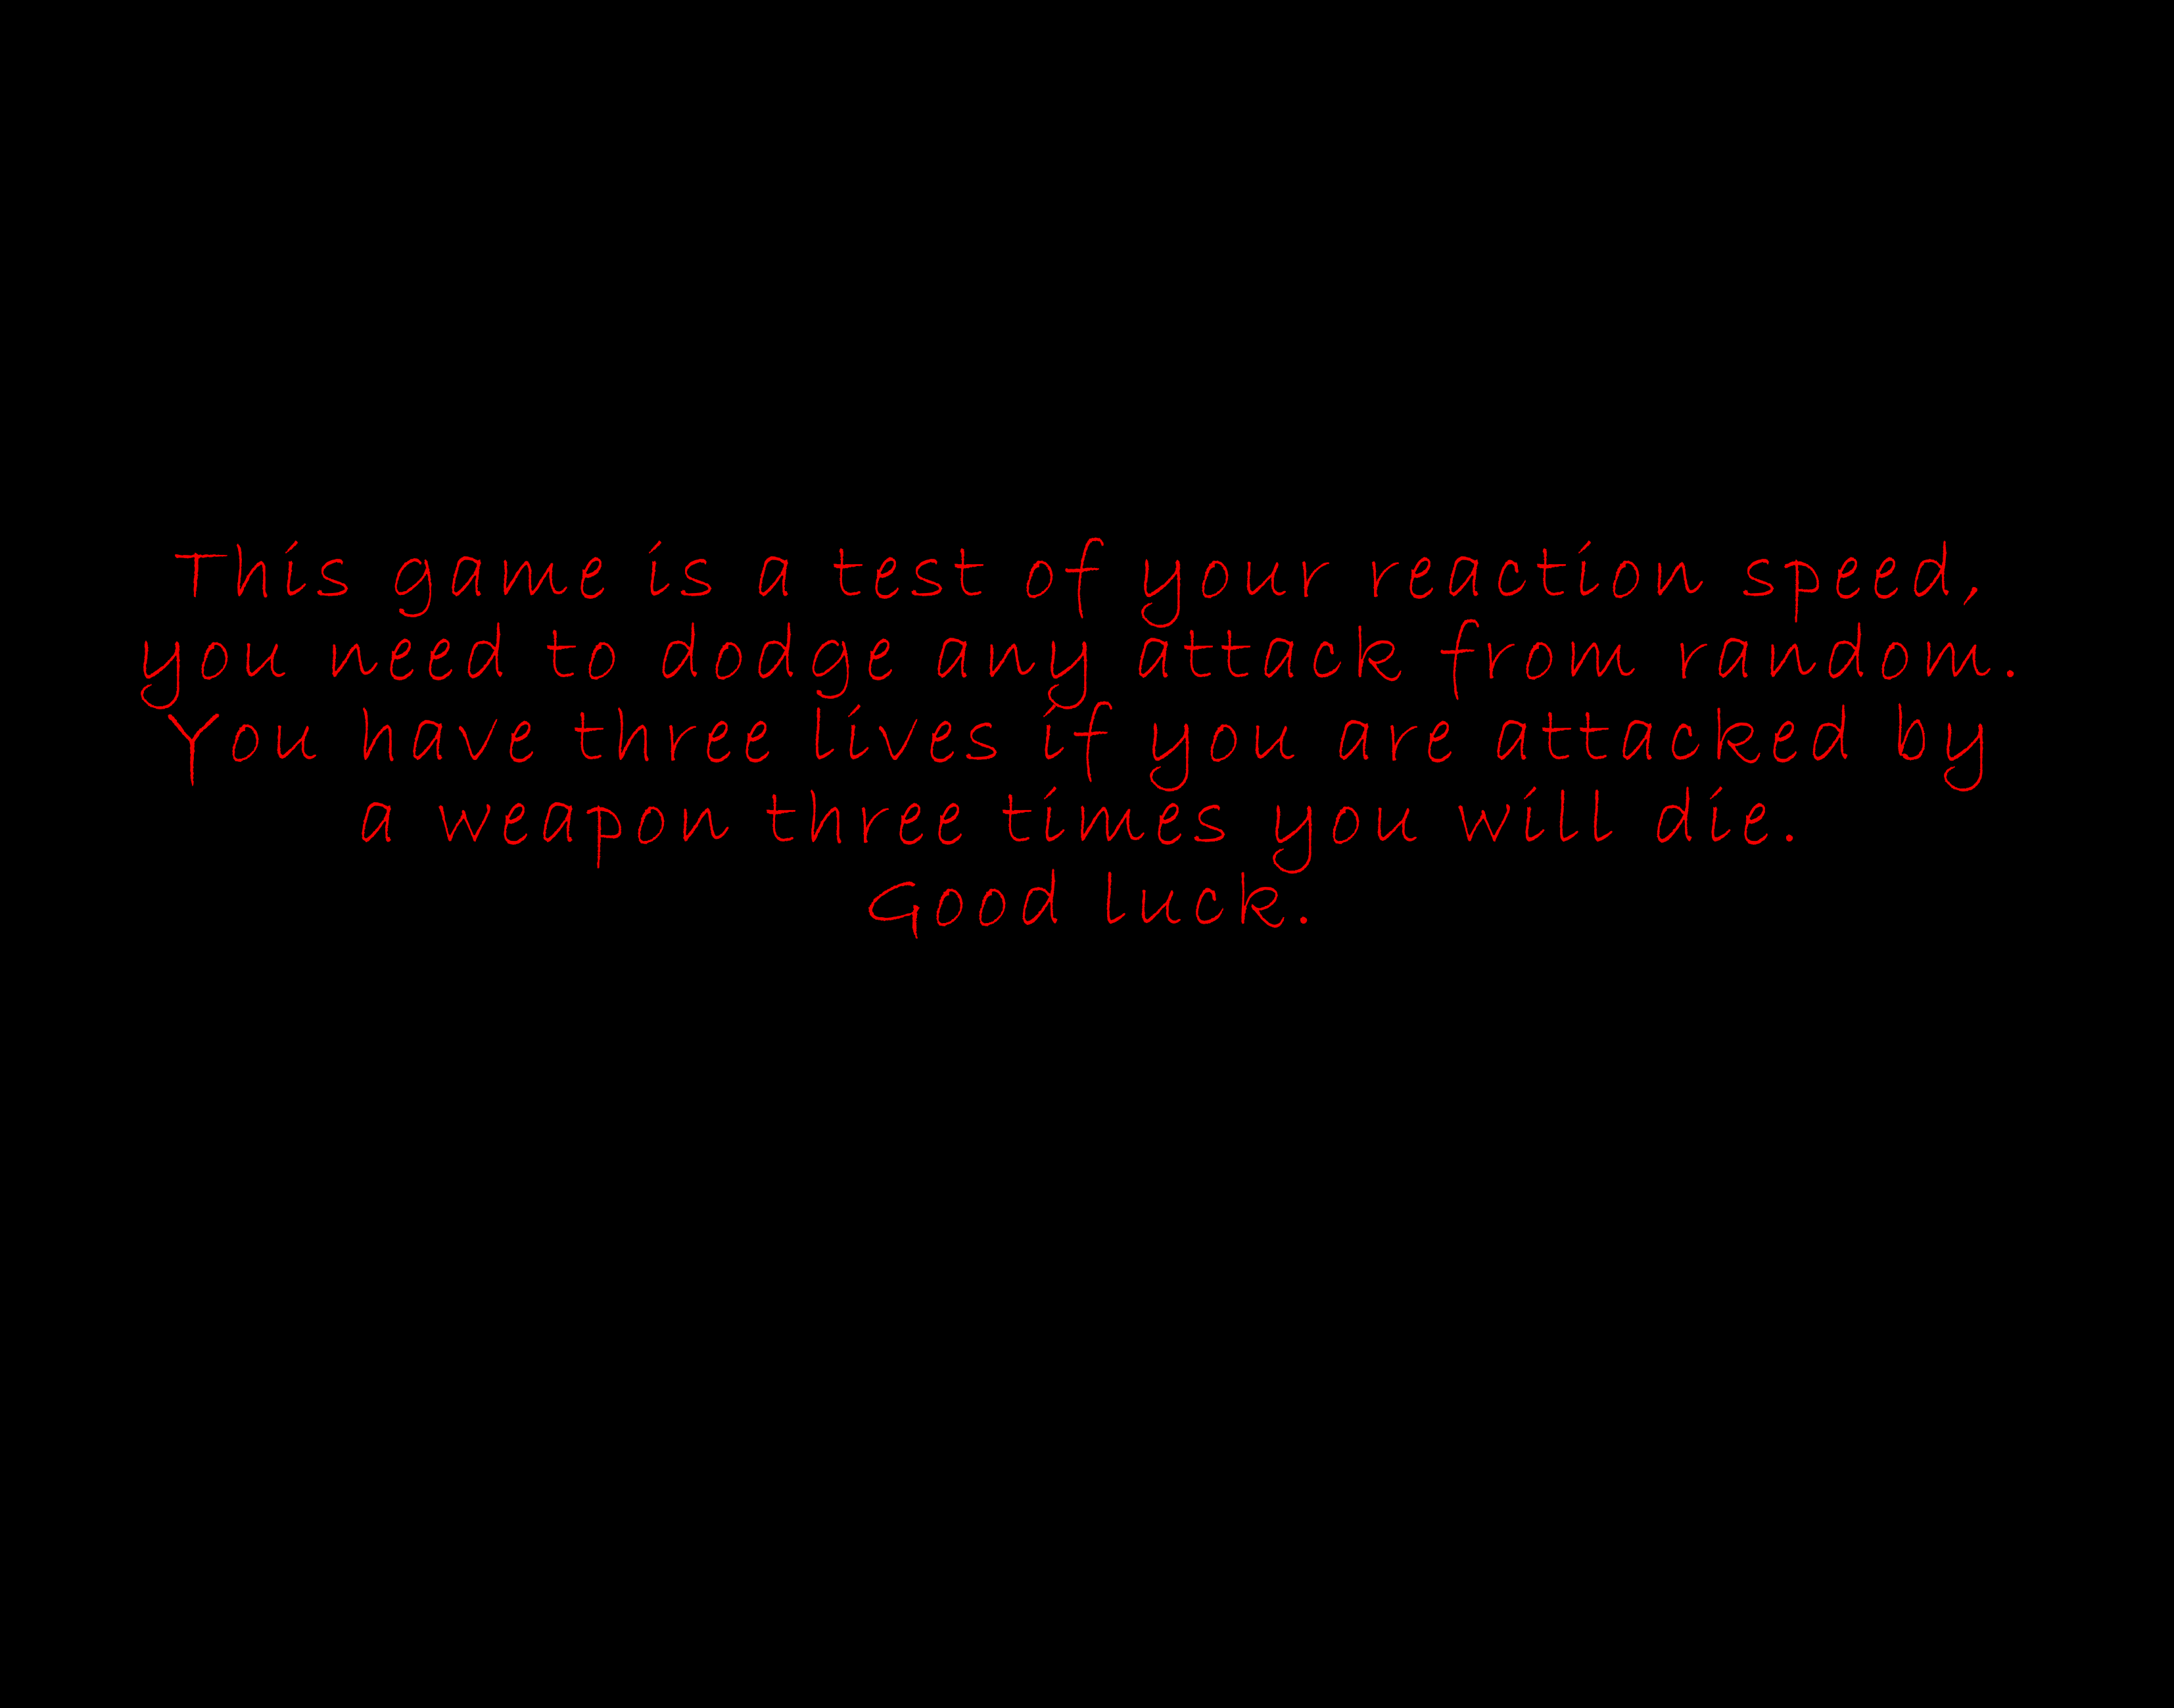 This game is a test of your reaction speed,
you need to dodge any attack from random.
You have three lives if you are attacked by
a weapon three times you will die.
Good luck.